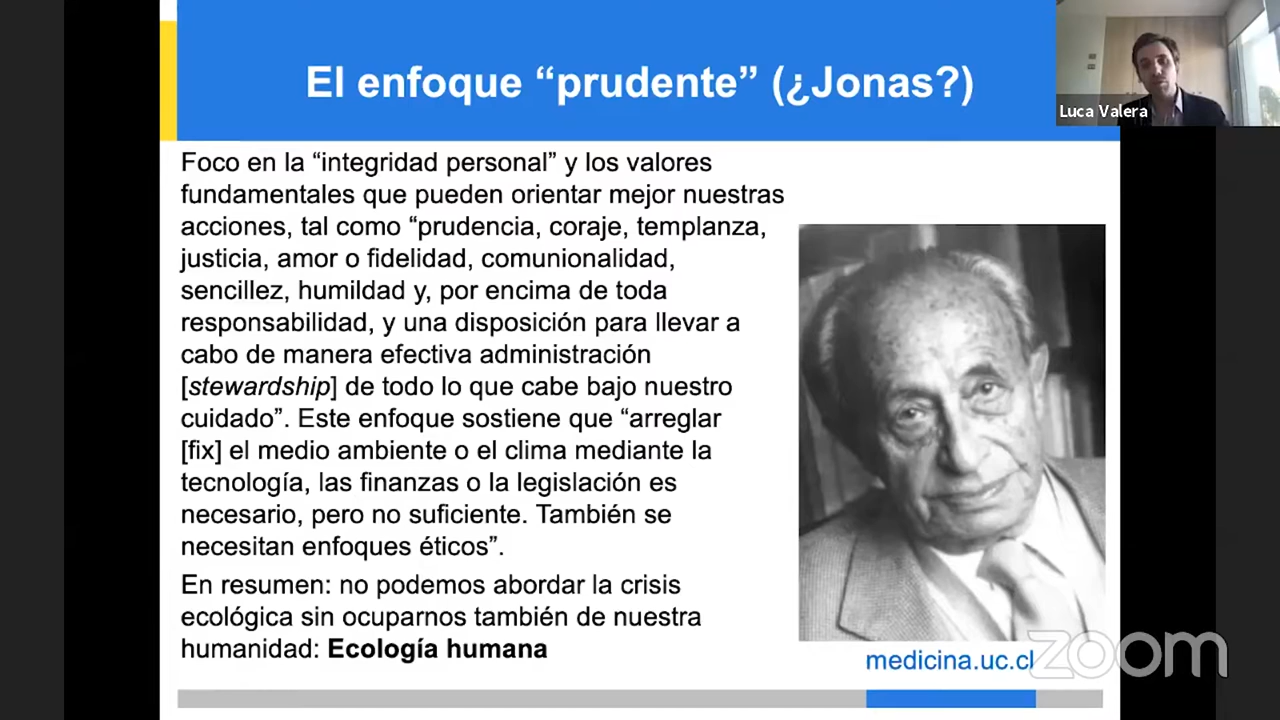 El enfoque “prudente” (¿Jonas?)
Luca Valera
Foco en la “integridad personal” y los valores
fundamentales que pueden orientar mejor nuestras
acciones, tal como “prudencia, coraje, templanza,
justicia, amor o fidelidad, comunionalidad,
sencillez, humildad y, por encima de toda
responsabilidad, y una disposición para llevar a
cabo de manera efectiva administración
[stewardship] de todo lo que cabe bajo nuestro
cuidado”. Este enfoque sostiene que “arreglar
[fix] el medio ambiente o el clima mediante la
tecnología, las finanzas o la legislación es
necesario, pero no suficiente. También se
necesitan enfoques éticos”.
En resumen: no podemos abordar la crisis
ecológica sin ocuparnos también de nuestra
humanidad: Ecología humana
medicina.uc.cl
zoom